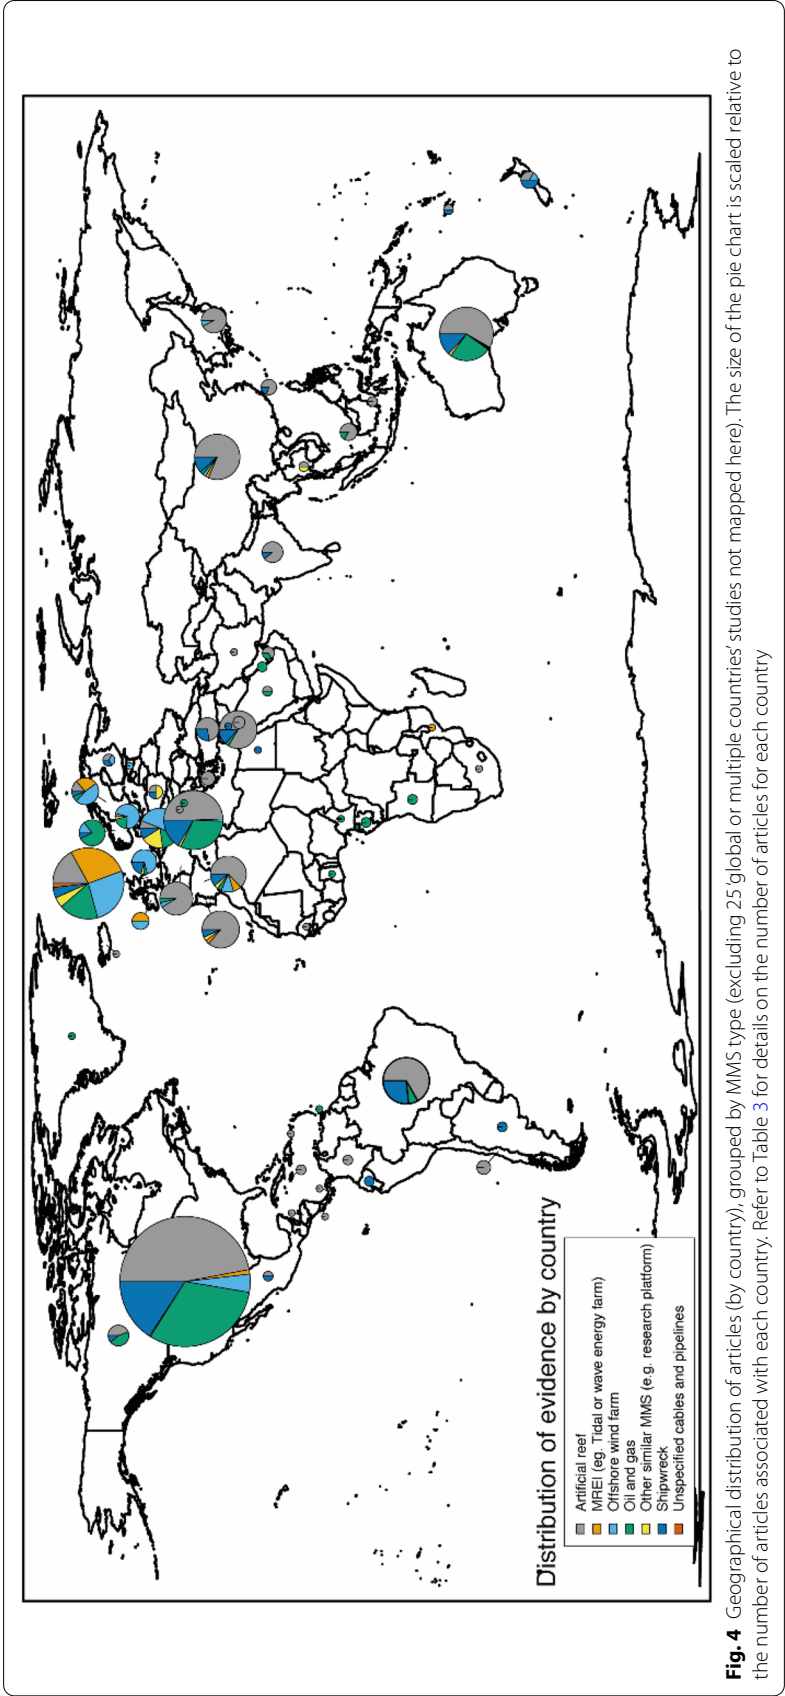 Distribution of evidence by country
Artificial reef
MREI (eg. Tidal or wave energy farm)
Offshore wind farm
Oil and gas
Other similar MMS (e.g. research platform)
Shipwreck
Unspecified cables and pipelines
Fig. 4 Geographical distribution of articles (by country), grouped by MMS type (excluding 25 ‘global or multiple countries’ studies not mapped here). The size of the pie chart is scaled relative to
the number of articles associated with each country. Refer to Table 3 for details on the number of articles for each country